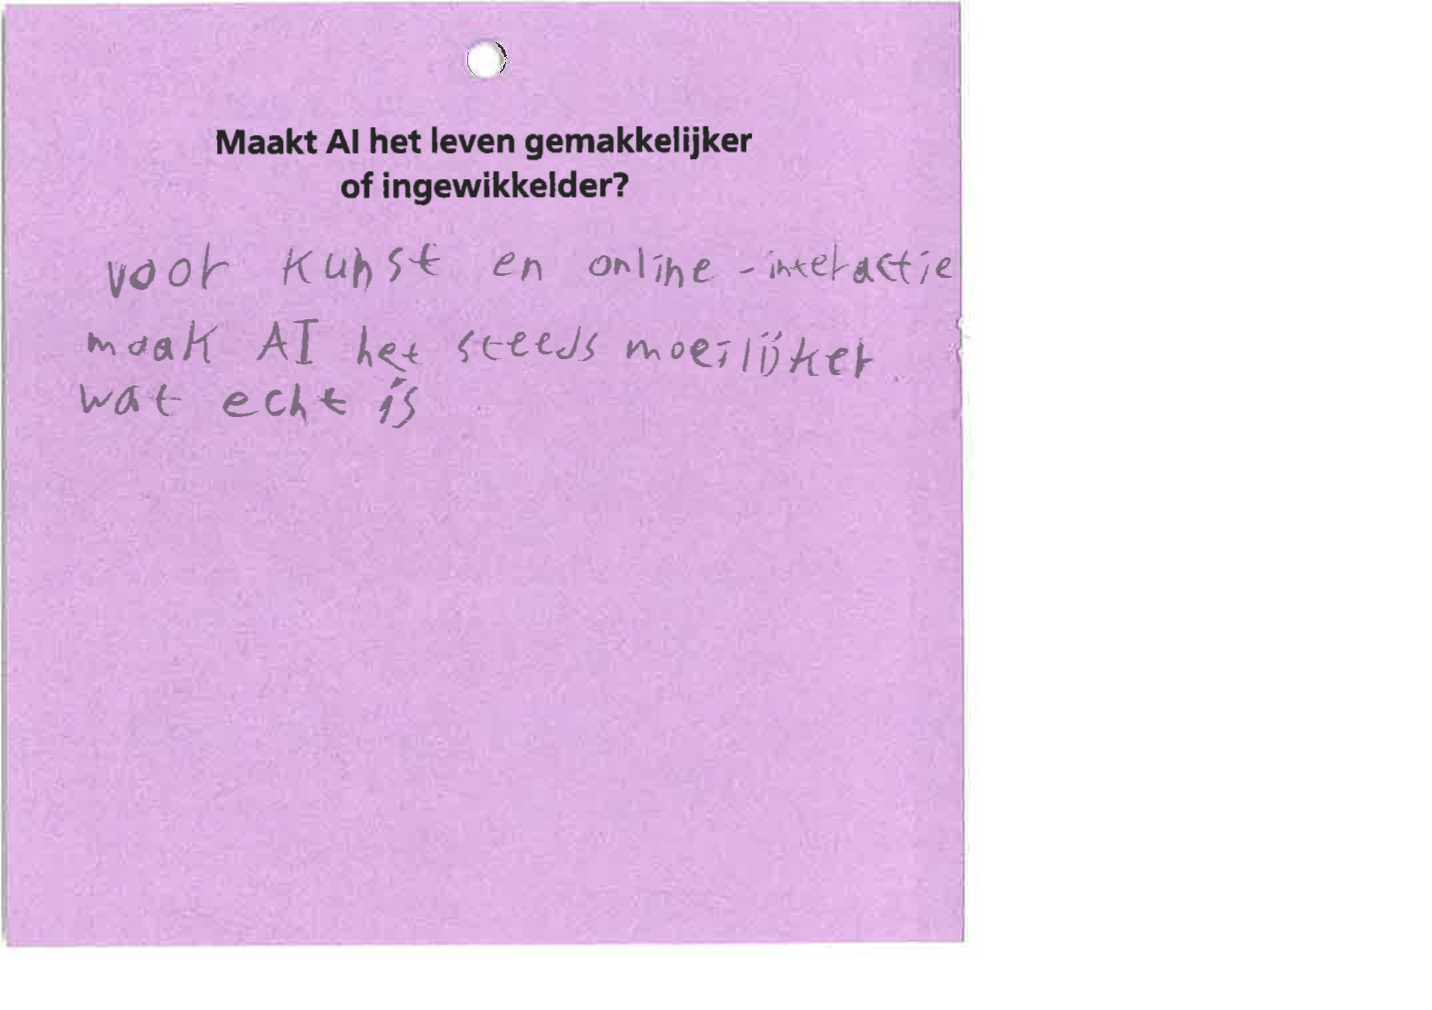 Maakt AI het leven gemakkelijker
of ingewikkelder?
voor kunst en online-interactie
maak AI het steeds moeilijker
wat echt is